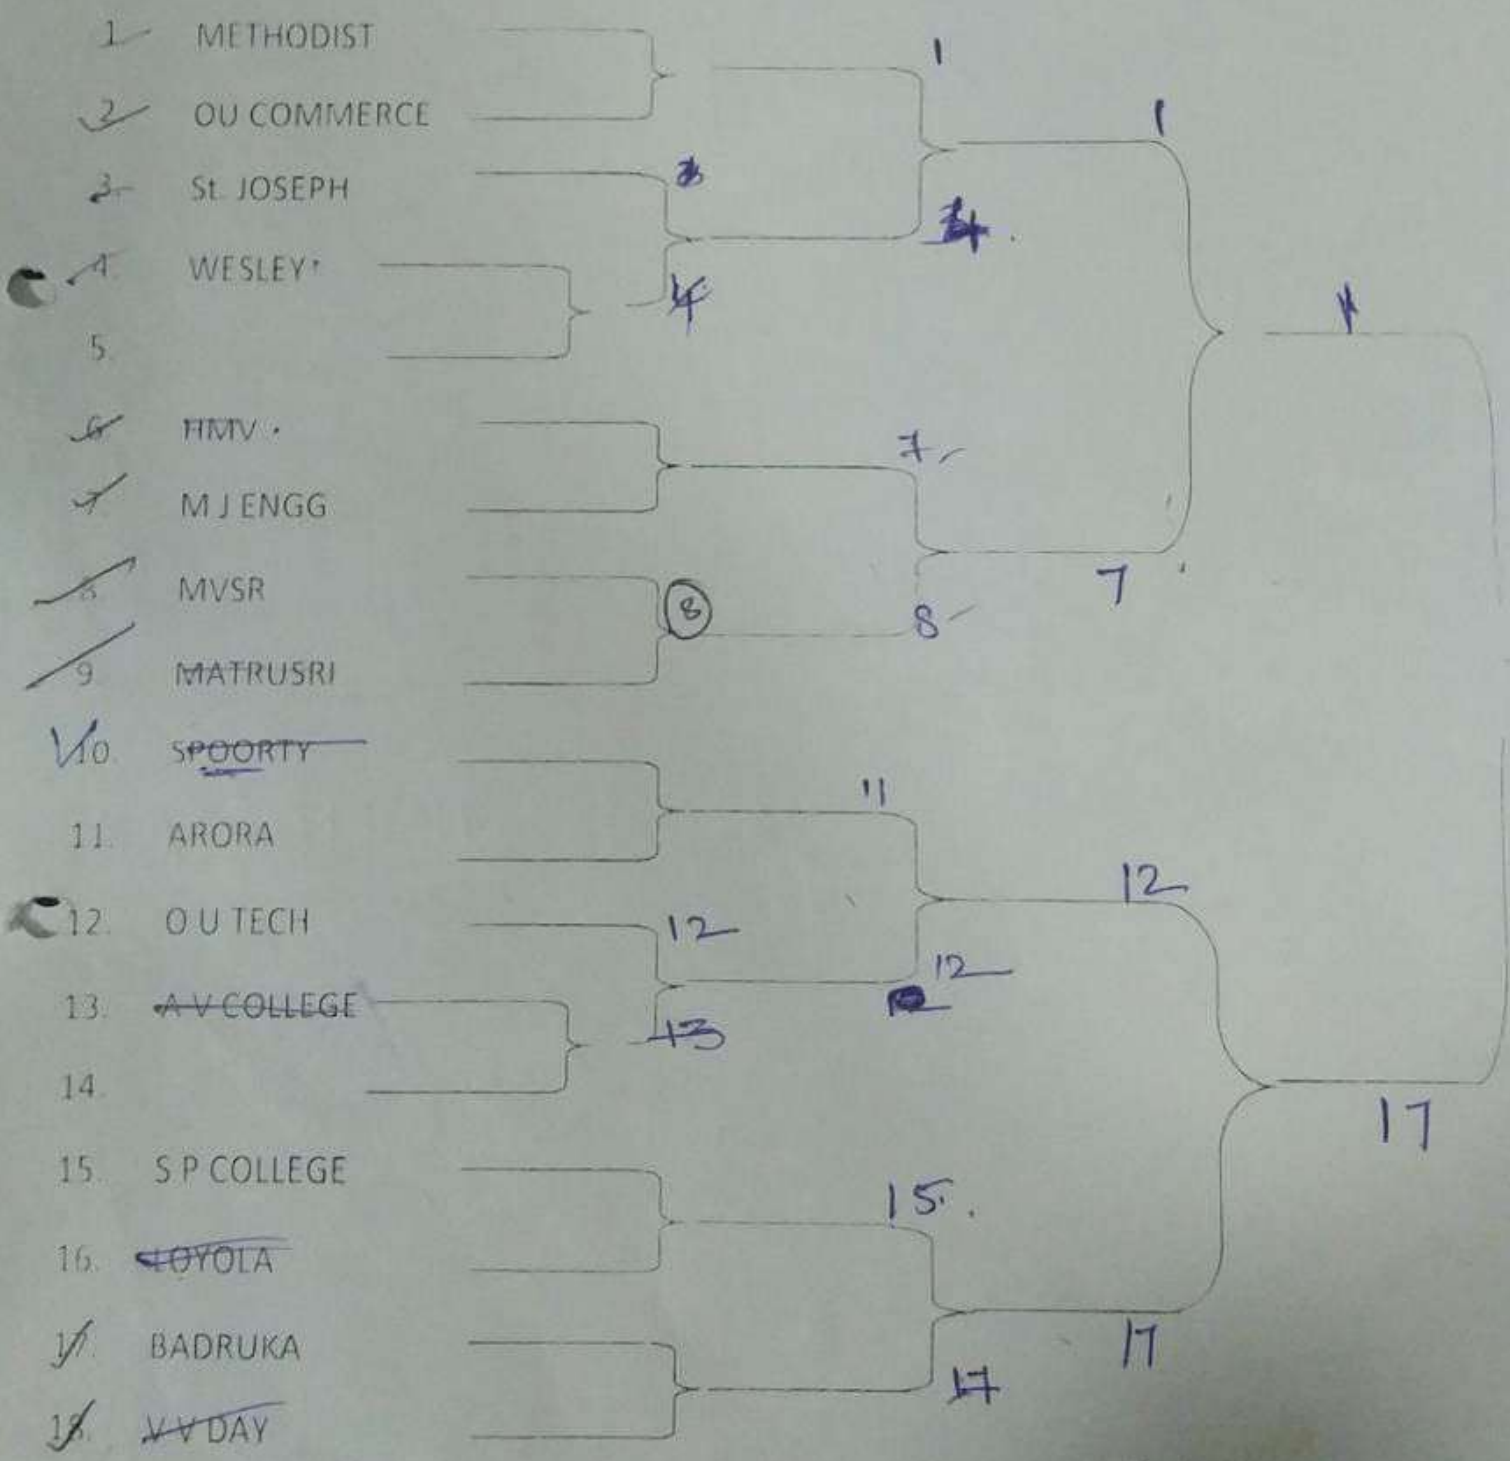 1 METHODIST
2 OU COMMERCE
3. St. JOSEPH
4. WESLEY
5.
6 HMV .
7 M J ENGG
8 MVSR
9 MATRUSRI
10. SPOORTY
11. ARORA
12. O U TECH
13. A V COLLEGE
14.
15. S P COLLEGE
16. LOYOLA
17. BADRUKA
18. V V DAY
4
8
12
13
1
4.
7
8
11
12
15.
17
1
7
12
17
1
17